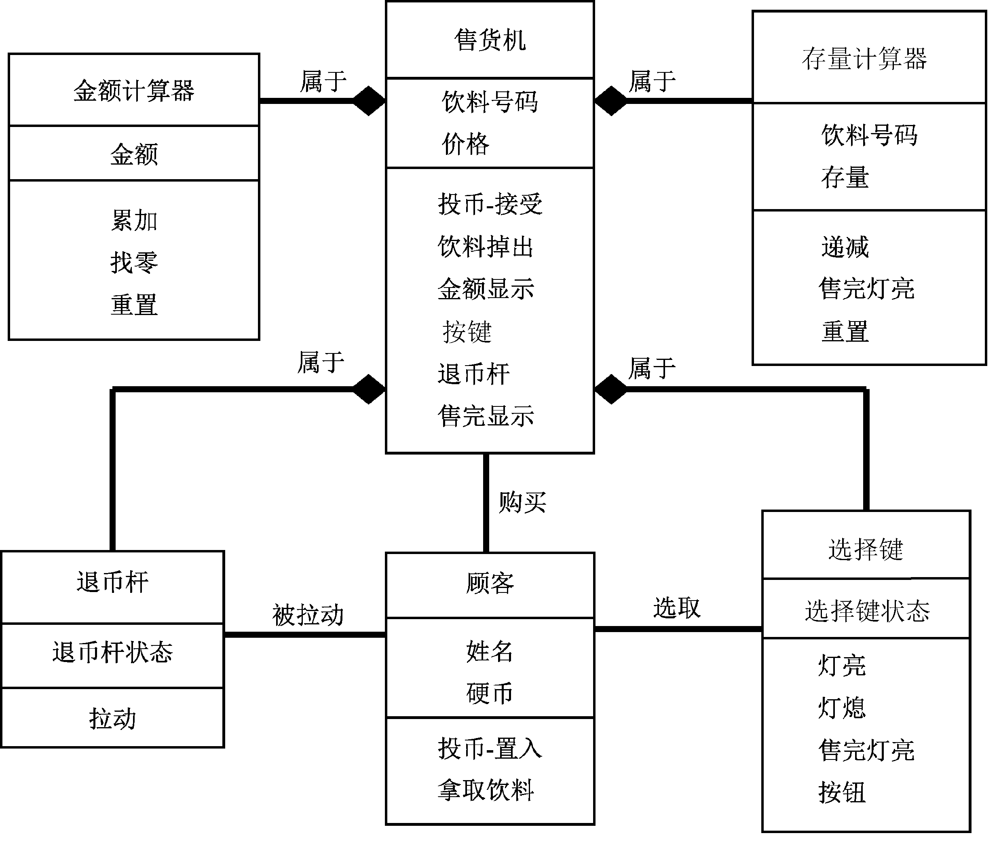 售货机
饮料号码
价格
投币-接受
饮料掉出
金额显示
按键
退币杆
售完显示
金额计算器
金额
累加
找零
重置
属于
属于
存量计算器
饮料号码
存量
递减
售完灯亮
重置
属于
属于
购买
退币杆
退币杆状态
拉动
被拉动
顾客
姓名
硬币
投币-置入
拿取饮料
选取
选择键
选择键状态
灯亮
灯熄
售完灯亮
按钮